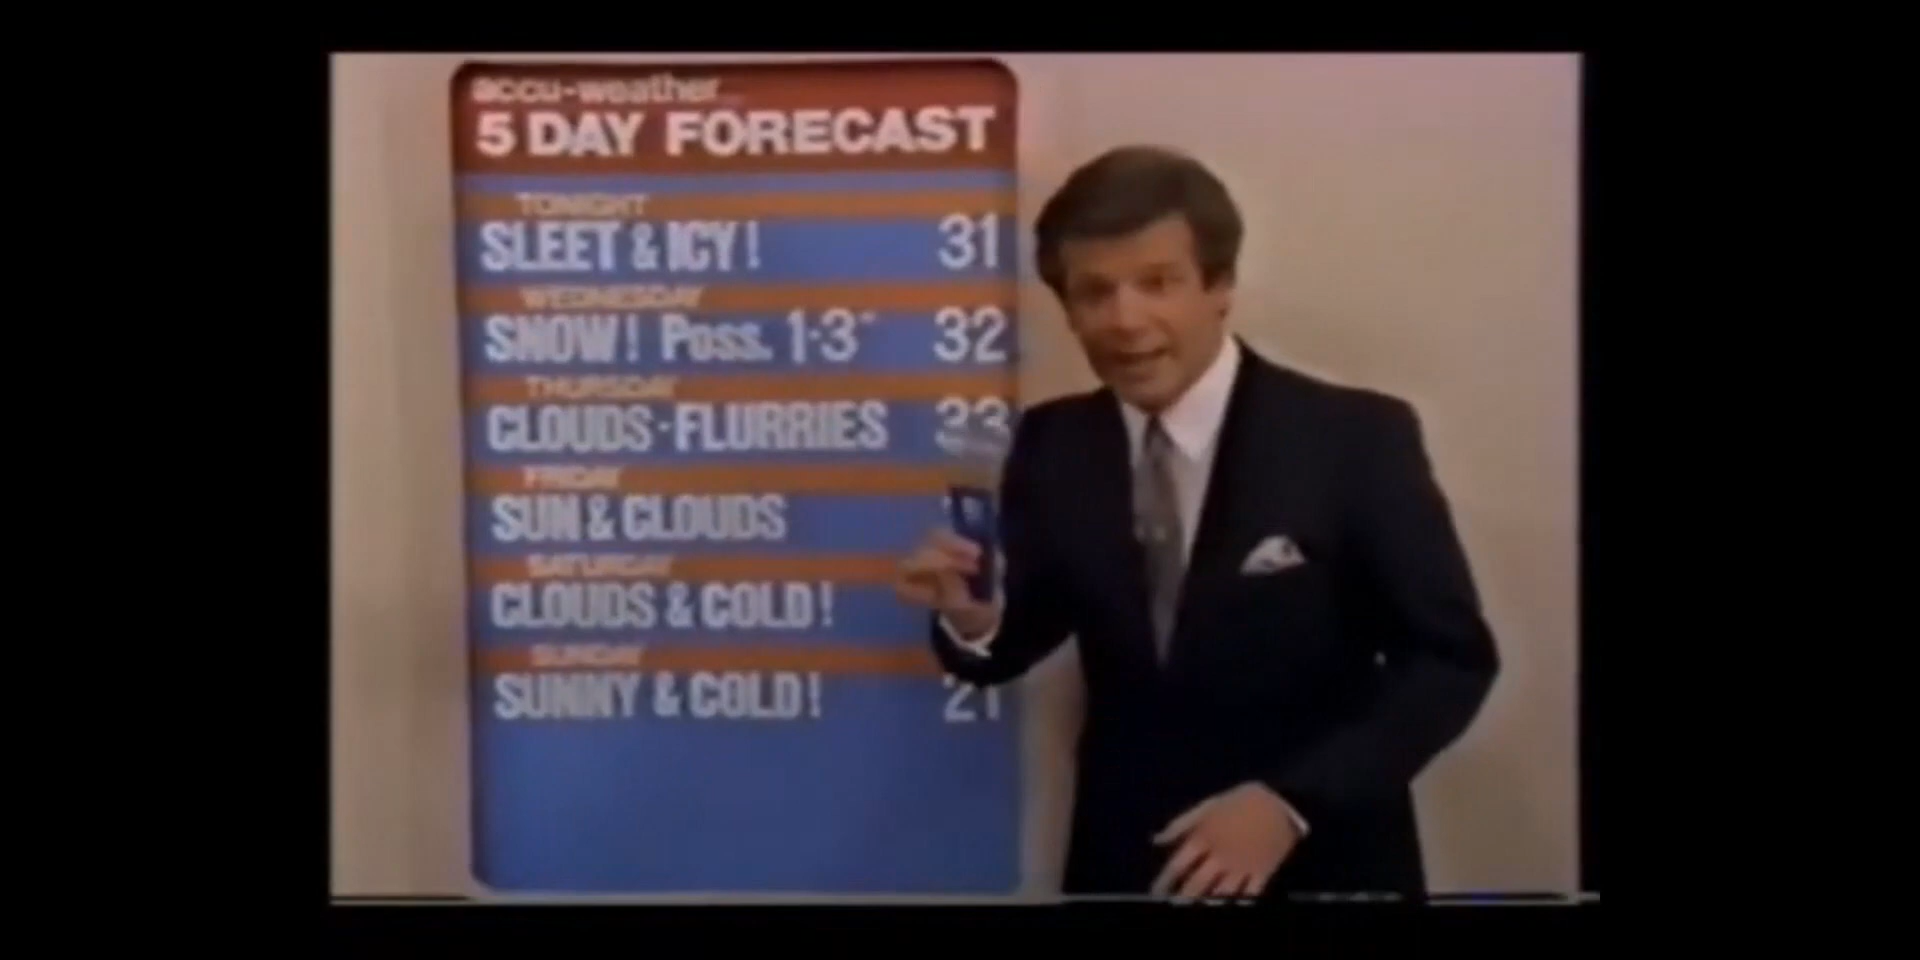 accu-weather...
5 DAY FORECAST
TONIGHT
SLEET & ICY! 31
WEDNESDAY
SNOW! Poss. 1-3" 32
THURSDAY
CLOUDS-FLURRIES 33
FRIDAY
SUN & CLOUDS
SATURDAY
CLOUDS & COLD!
SUNDAY
SUNNY & COLD! 21